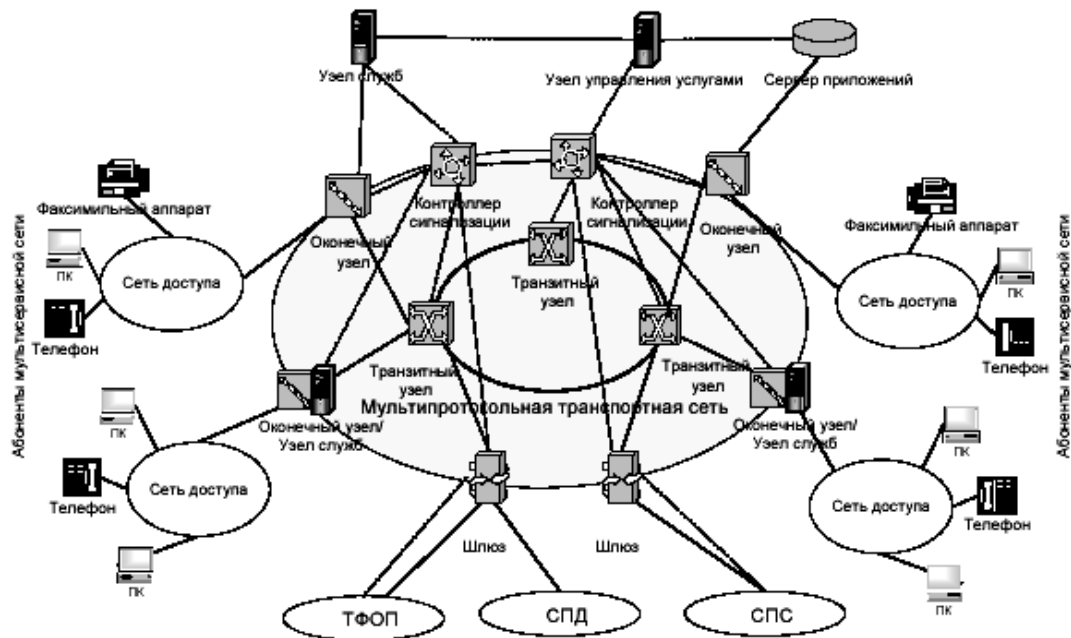 Узел служб
Узел управления услугами
Сервер приложений
Факсимильный аппарат
Контроллер
сигнализации
Контроллер
сигнализации
Факсимильный аппарат
Оконечный
узел
Оконечный
узел
ПК
Сеть доступа
Транзитный
узел
Сеть доступа
ПК
Телефон
Телефон
Абоненты мультисервисной сети
Абоненты мультисервисной сети
Транзитный
узел
Транзитный
узел
Мультипротокольная транспортная сеть
ПК
Оконечный узел/
Узел служб
Оконечный узел/
Узел служб
ПК
Сеть доступа
Сеть доступа
Телефон
Телефон
Шлюз
Шлюз
ПК
ПК
ТФОП
СПД
СПС